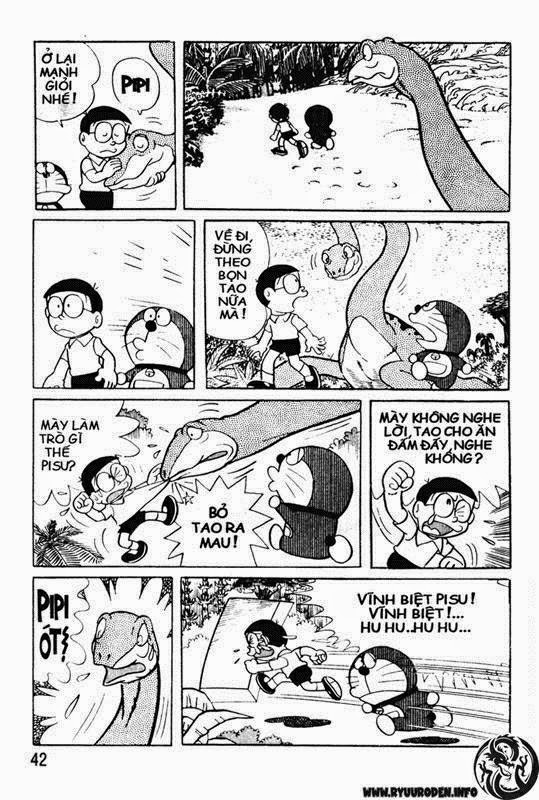 Ở LẠI
MẠNH
GIỎI
NHÉ!
PIPI
VỀ ĐI,
ĐỪNG
THEO
BỌN
TAO
NỮA
MÀ!
MÀY LÀM
TRÒ GÌ
THẾ
PISU?
BỎ
TAO RA
MAU!
MÀY KHÔNG NGHE
LỜI, TAO CHO ĂN
ĐẤM ĐẤY, NGHE
KHÔNG?
PIPI
ÓT
VĨNH BIỆT PISU!
VĨNH BIỆT!...
HU HU..HU HU...
42
WWW.RYUURODEN.INFO